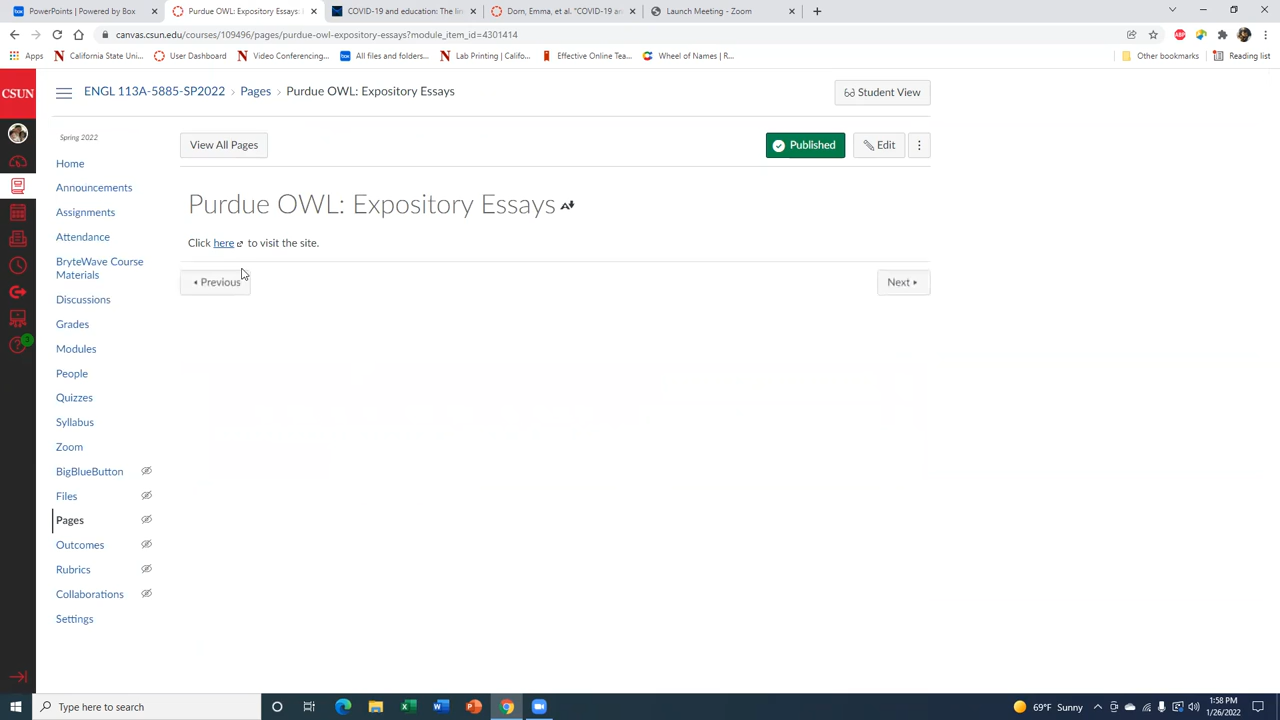 PowerPoints | Powered by Box
Purdue OWL: Expository Essays:
COVID-19 and education: The lin
Dom, Emma, et al. "COVID-19 an
Launch Meeting - Zoom
canvas.csun.edu/courses/109496/pages/purdue-owl-expository-essays?module_item_id=4301414
Apps
California State Uni...
User Dashboard
Video Conferencing...
All files and folders...
Lab Printing | Califo...
Effective Online Tea...
Wheel of Names | R...
Other bookmarks
Reading list
CSUN
ENGL 113A-5885-SP2022 › Pages › Purdue OWL: Expository Essays
Student View
Spring 2022
View All Pages
Published
Edit
Home
Announcements
Assignments
Attendance
BryteWave Course
Materials
Discussions
Grades
Modules
People
Quizzes
Syllabus
Zoom
BigBlueButton
Files
Pages
Outcomes
Rubrics
Collaborations
Settings
Purdue OWL: Expository Essays
Click here to visit the site.
Previous
Next
Type here to search
69°F Sunny
1:58 PM
1/26/2022